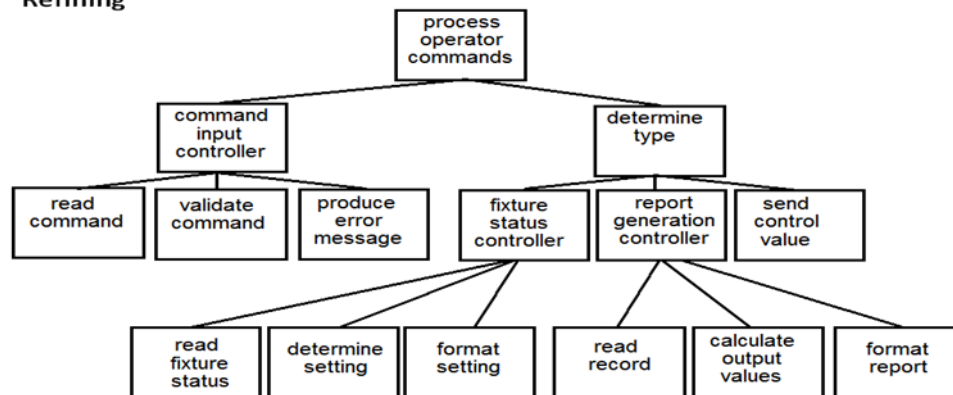 Refining
process
operator
commands
command
input
controller
determine
type
read
command
validate
command
produce
error
message
fixture
status
controller
report
generation
controller
send
control
value
read
fixture
status
determine
setting
format
setting
read
record
calculate
output
values
format
report